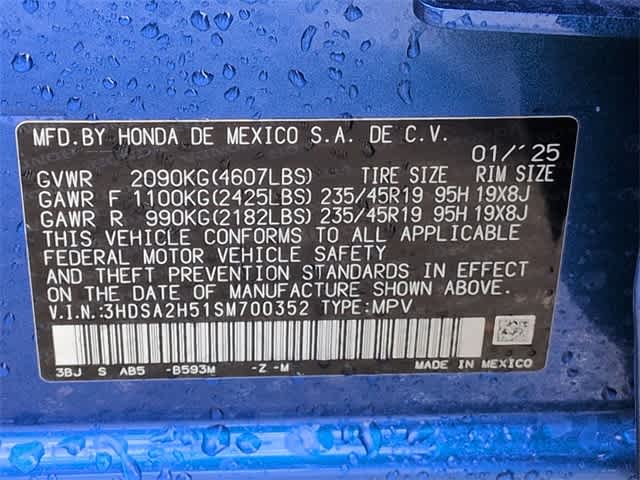 MFD.BY HONDA DE MEXICO S.A. DE C.V. 01/'25
GVWR 2090KG(4607LBS) TIRE SIZE RIM SIZE
GAWR F 1100KG(2425LBS) 235/45R19 95H 19X8J
GAWR R 990KG(2182LBS) 235/45R19 95H 19X8J
THIS VEHICLE CONFORMS TO ALL APPLICABLE
FEDERAL MOTOR VEHICLE SAFETY
AND THEFT PREVENTION STANDARDS IN EFFECT
ON THE DATE OF MANUFACTURE SHOWN ABOVE.
V.I.N.:3HDSA2H51SM700352 TYPE:MPV
3BJ S AB5 -B593M -Z -M MADE IN MEXICO